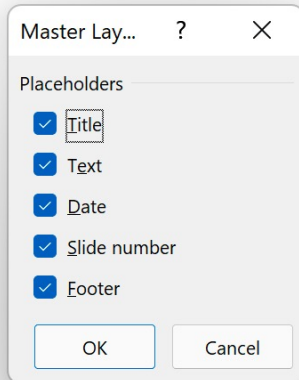 Master Lay... ?
Placeholders
Title
Text
Date
Slide number
Footer
OK Cancel